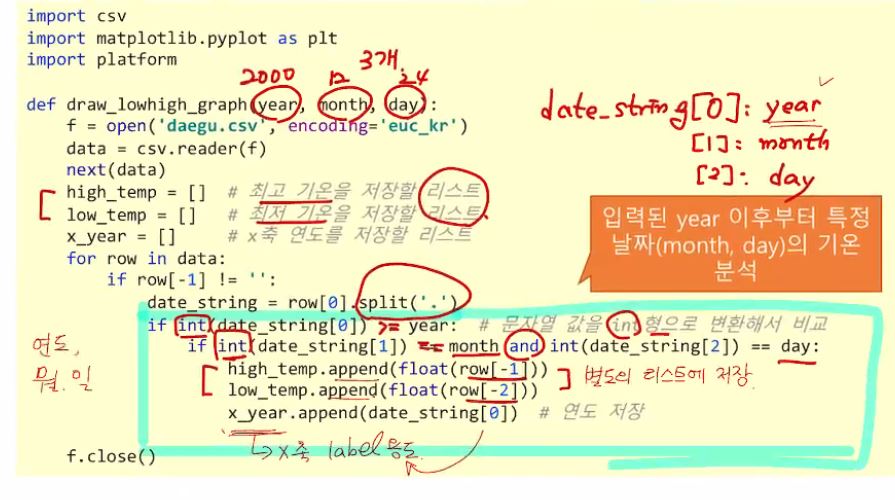 import csv
import matplotlib.pyplot as plt
import platform
3개
2000 12 24
def draw_lowhigh_graph(year, month, day):
f = open('daegu.csv', encoding='euc_kr')
data = csv.reader(f)
next(data)
high_temp = [] # 최고 기온을 저장할 리스트
low_temp = [] # 최저 기온을 저장할 리스트
x_year = [] # x축 연도를 저장할 리스트
for row in data:
if row[-1] != '':
date_string = row[0].split('.')
if int(date_string[0]) >= year: # 문자열 값을 int형으로 변환해서 비교
if int(date_string[1]) == month and int(date_string[2]) == day:
high_temp.append(float(row[-1]))
low_temp.append(float(row[-2]))
x_year.append(date_string[0]) # 연도 저장
f.close()
date_string[0]: year
[1]: month
[2]: day
입력된 year 이후부터 특정
날짜(month, day)의 기온
분석
연도,
월.일
별도의 리스트에 저장.
x축 label용도